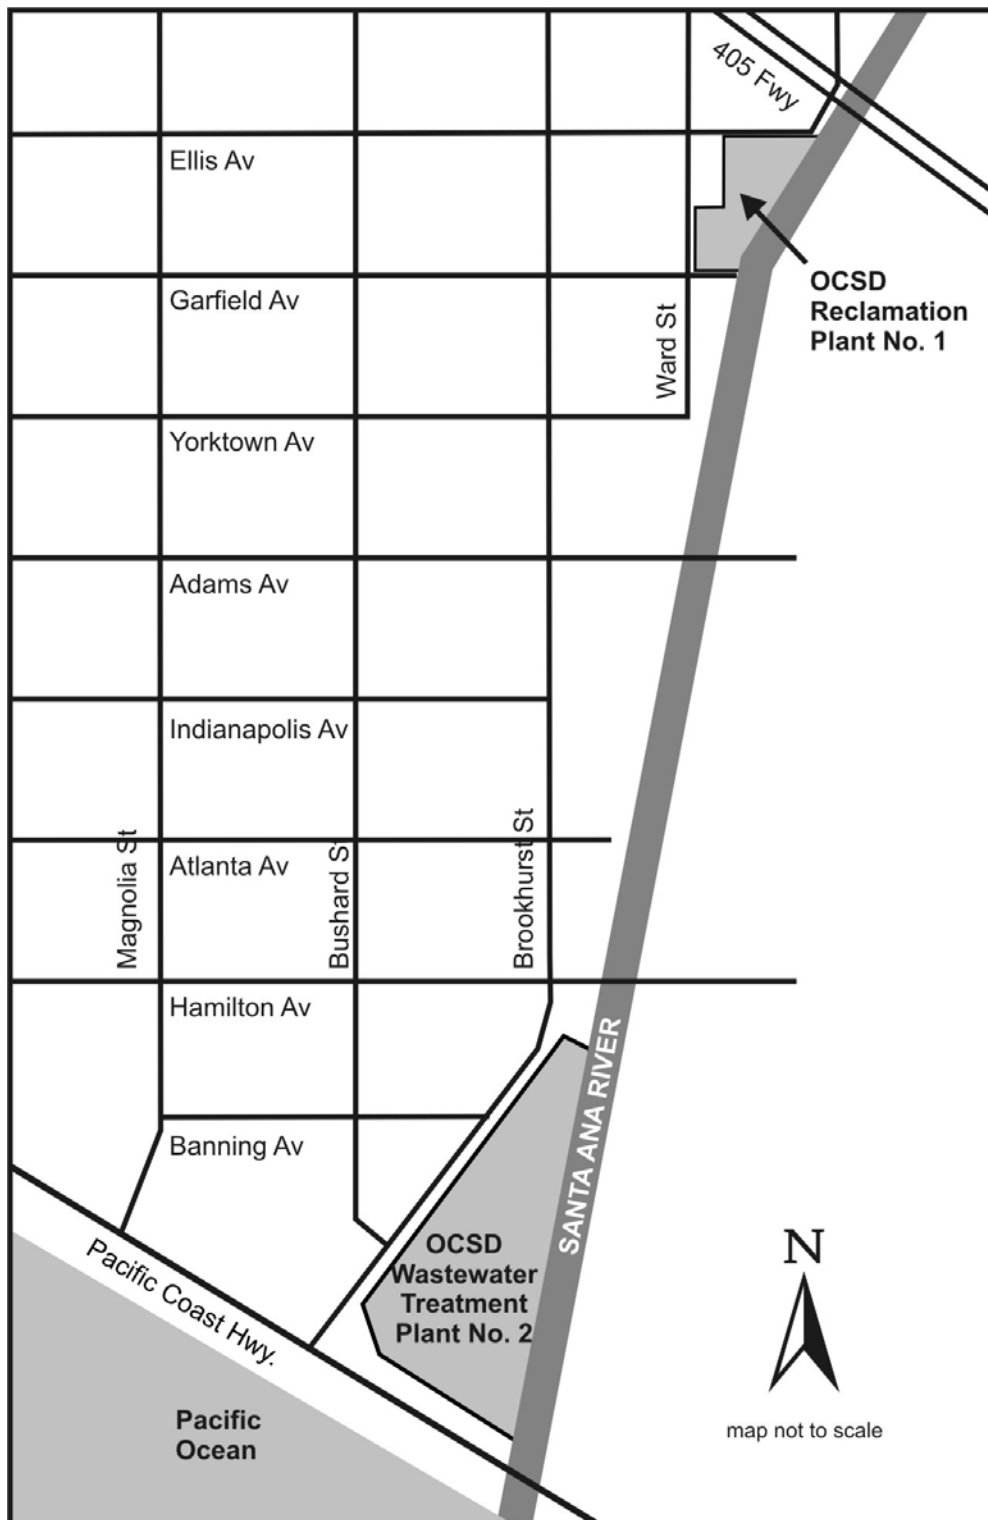 405 Fwy
Ellis Av
OCSD
Reclamation
Plant No. 1
Garfield Av
Ward St
Yorktown Av
Adams Av
Indianapolis Av
Magnolia St
Atlanta Av
Bushard St
Brookhurst St
Hamilton Av
SANTA ANA RIVER
Banning Av
OCSD
Wastewater
Treatment
Plant No. 2
N
Pacific Coast Hwy.
Pacific
Ocean
map not to scale